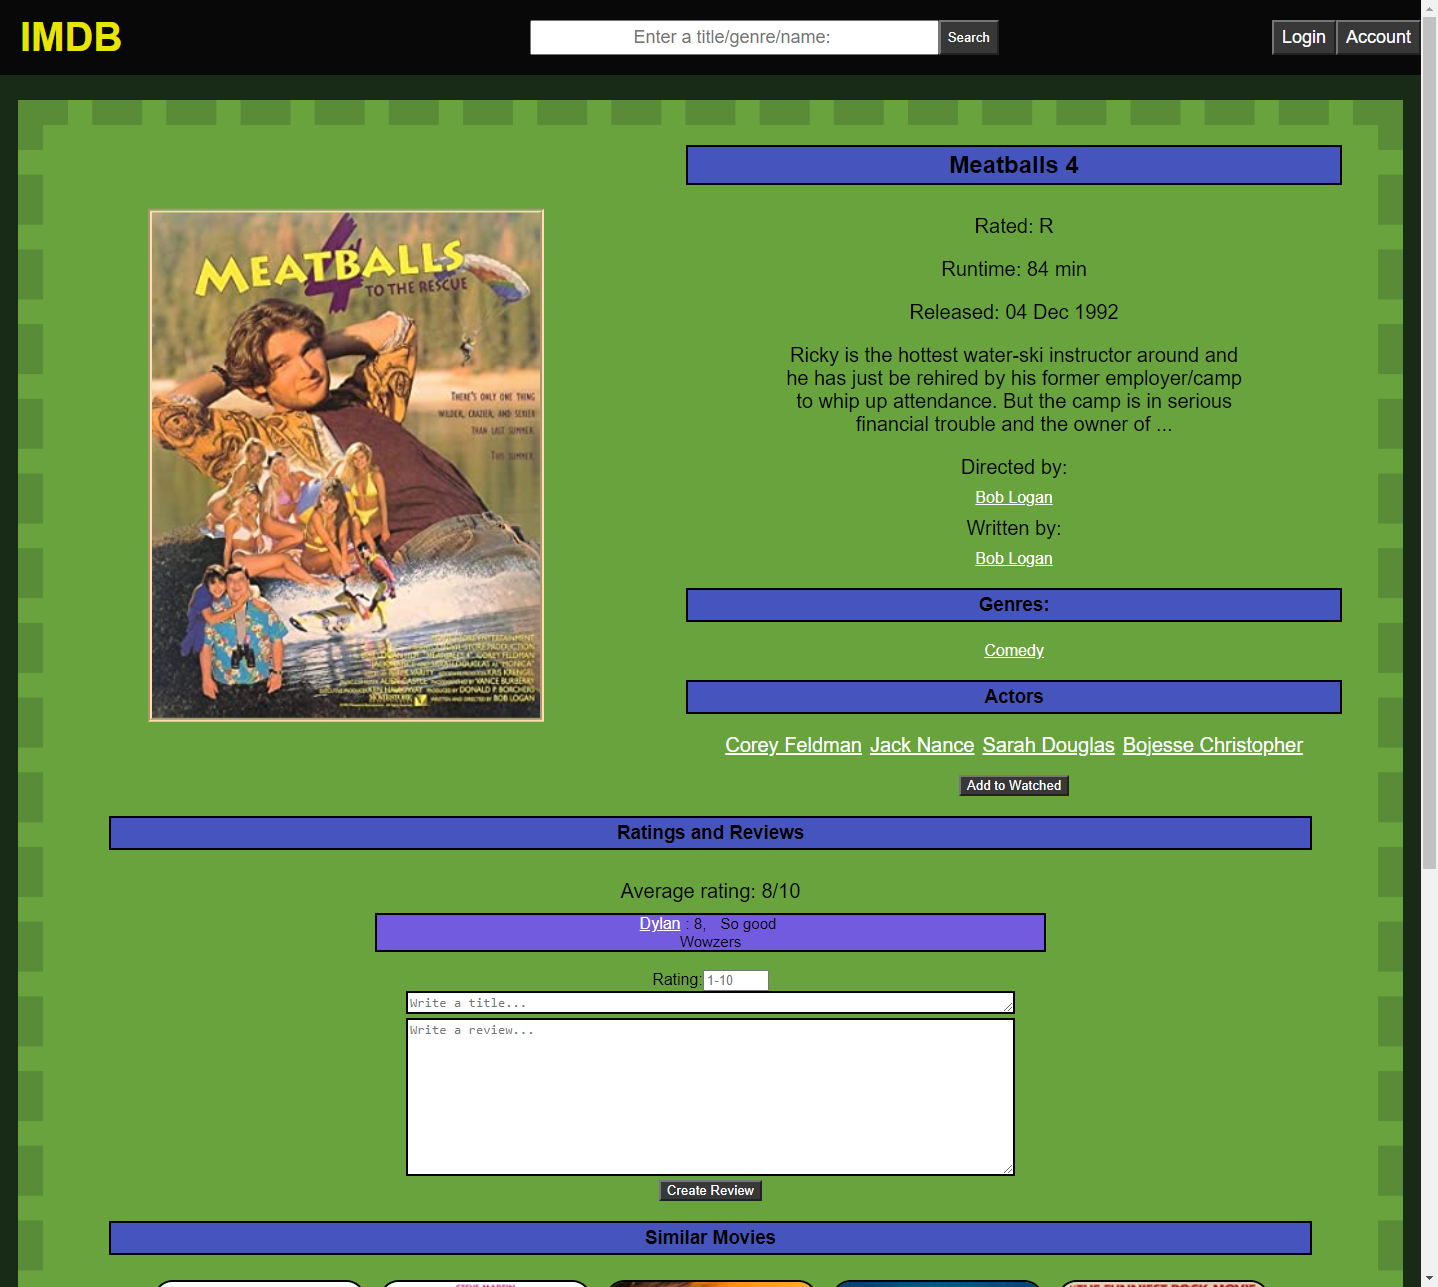 IMDB
Enter a title/genre/name:
Search
Login
Account
Meatballs 4
Rated: R
Runtime: 84 min
Released: 04 Dec 1992
Ricky is the hottest water-ski instructor around and
he has just be rehired by his former employer/camp
to whip up attendance. But the camp is in serious
financial trouble and the owner of ...
Directed by:
Bob Logan
Written by:
Bob Logan
Genres:
Comedy
Actors
Corey Feldman Jack Nance Sarah Douglas Bojesse Christopher
Add to Watched
MEATBALLS
4
TO THE RESCUE
THERE'S ONLY ONE THING
WILDER, CRAZIER, AND SEXIER
THAN LAST SUMMER.
THIS SUMMER.
Ratings and Reviews
Average rating: 8/10
Dylan : 8, So good
Wowzers
Rating: 1-10
Write a title...
Write a review...
Create Review
Similar Movies
STEVE MARTIN
"THE FUNNIEST ROCK MOVIE